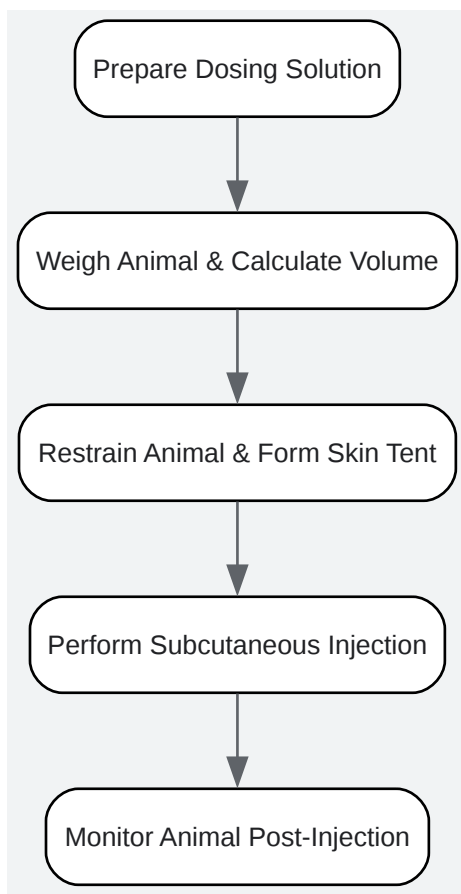 Prepare Dosing Solution
Weigh Animal & Calculate Volume
Restrain Animal & Form Skin Tent
Perform Subcutaneous Injection
Monitor Animal Post-Injection